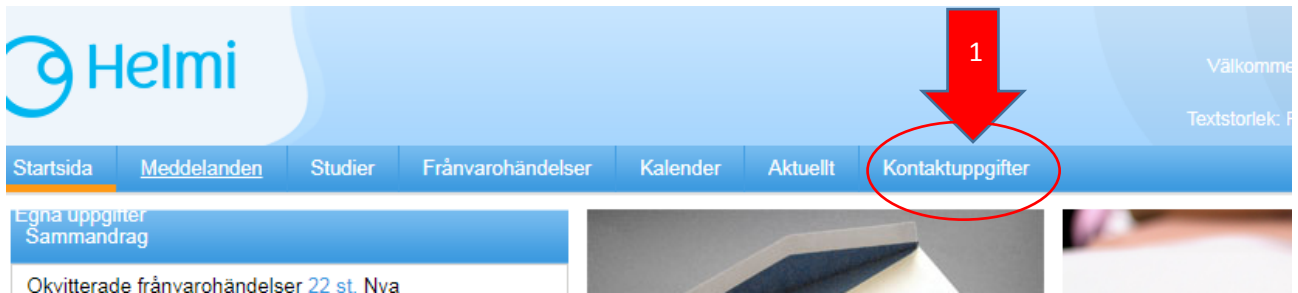 Helmi
1
Välkomme
Textstorlek: F
Startsida Meddelanden Studier Frånvarohändelser Kalender Aktuellt Kontaktuppgifter
Egna uppgifter
Sammandrag
Okvitterade frånvarohändelser 22 st. Nya